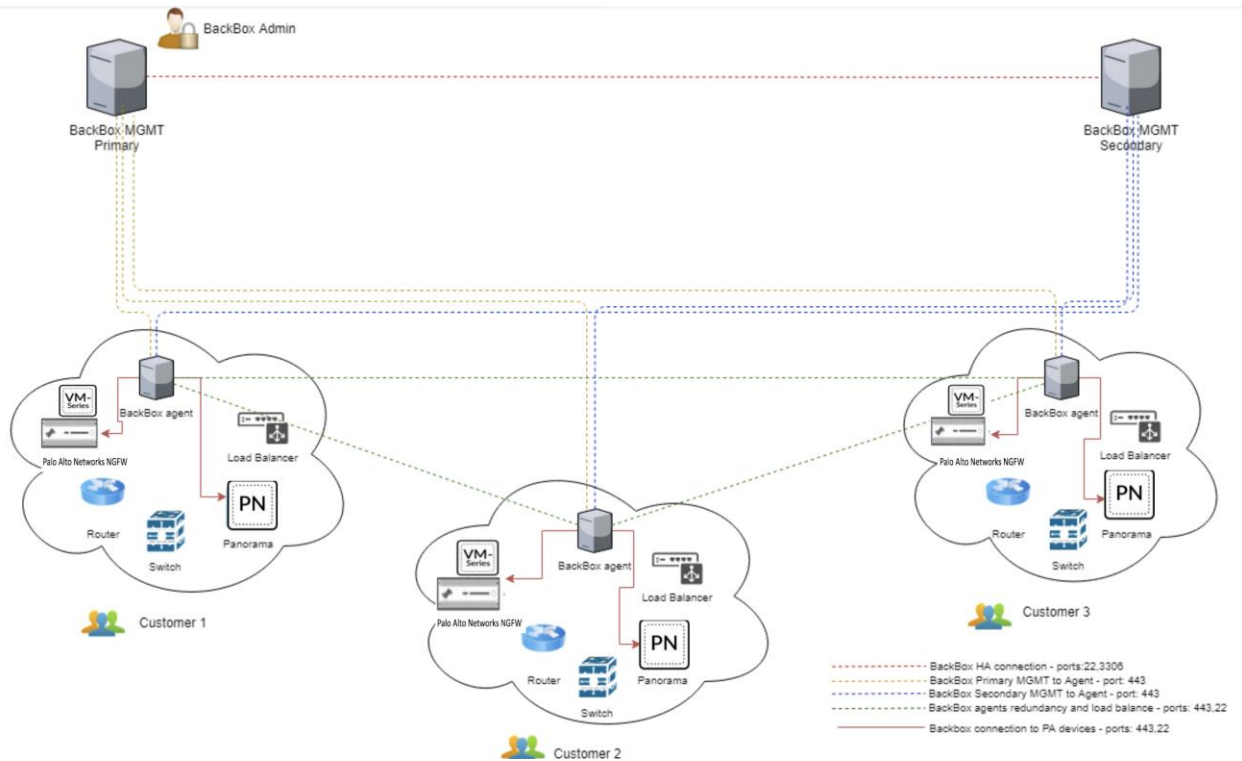 BackBox Admin
BackBox MGMT
Primary
BackBox MGMT
Secondary
BackBox agent
VM-
Series
Palo Alto Networks NGFW
Load Balancer
Router
Switch
PN
Panorama
Customer 1
BackBox agent
VM-
Series
Palo Alto Networks NGFW
Load Balancer
Router
Switch
PN
Panorama
Customer 2
BackBox agent
VM-
Series
Palo Alto Networks NGFW
Load Balancer
Router
Switch
PN
Panorama
Customer 3
BackBox HA connection - ports:22,3306
BackBox Primary MGMT to Agent - port: 443
BackBox Secondary MGMT to Agent - port: 443
BackBox agents redundancy and load balance - ports: 443,22
Backbox connection to PA devices - ports: 443,22